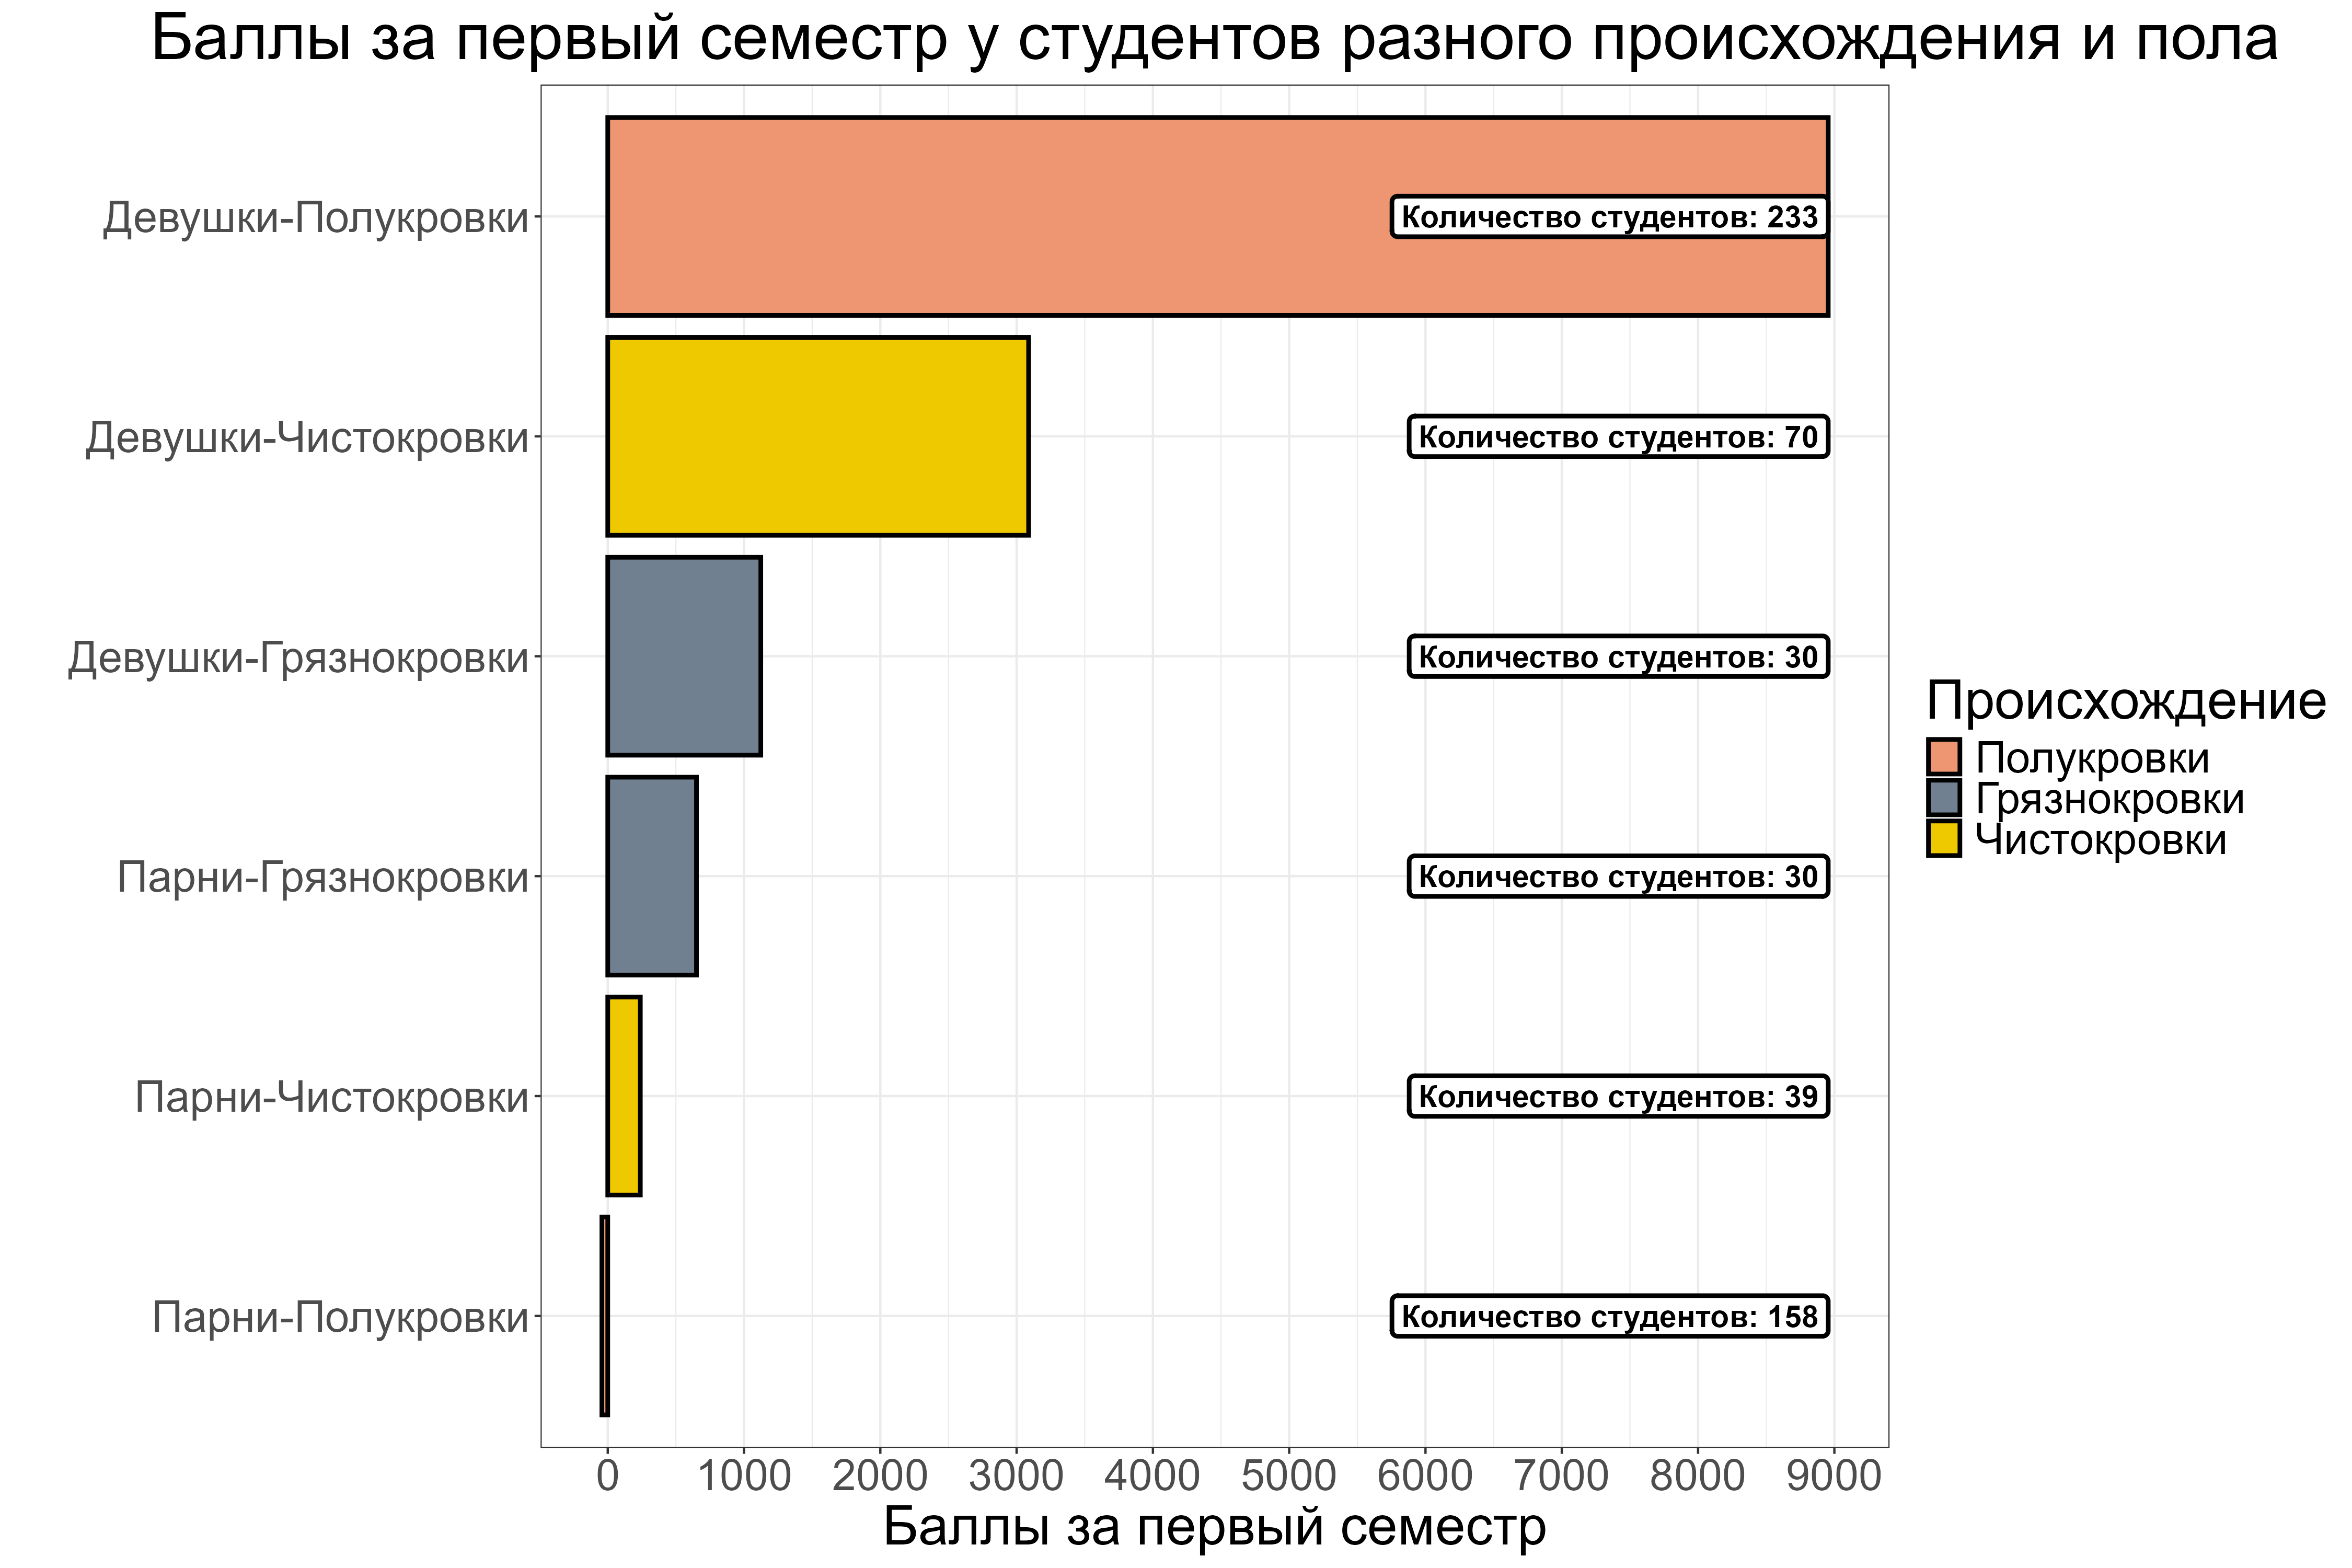 Баллы за первый семестр у студентов разного происхождения и пола
Девушки-Полукровки
Количество студентов: 233
Девушки-Чистокровки
Количество студентов: 70
Девушки-Грязнокровки
Количество студентов: 30
Парни-Грязнокровки
Количество студентов: 30
Парни-Чистокровки
Количество студентов: 39
Парни-Полукровки
Количество студентов: 158
0 1000 2000 3000 4000 5000 6000 7000 8000 9000
Баллы за первый семестр
Происхождение
Полукровки
Грязнокровки
Чистокровки